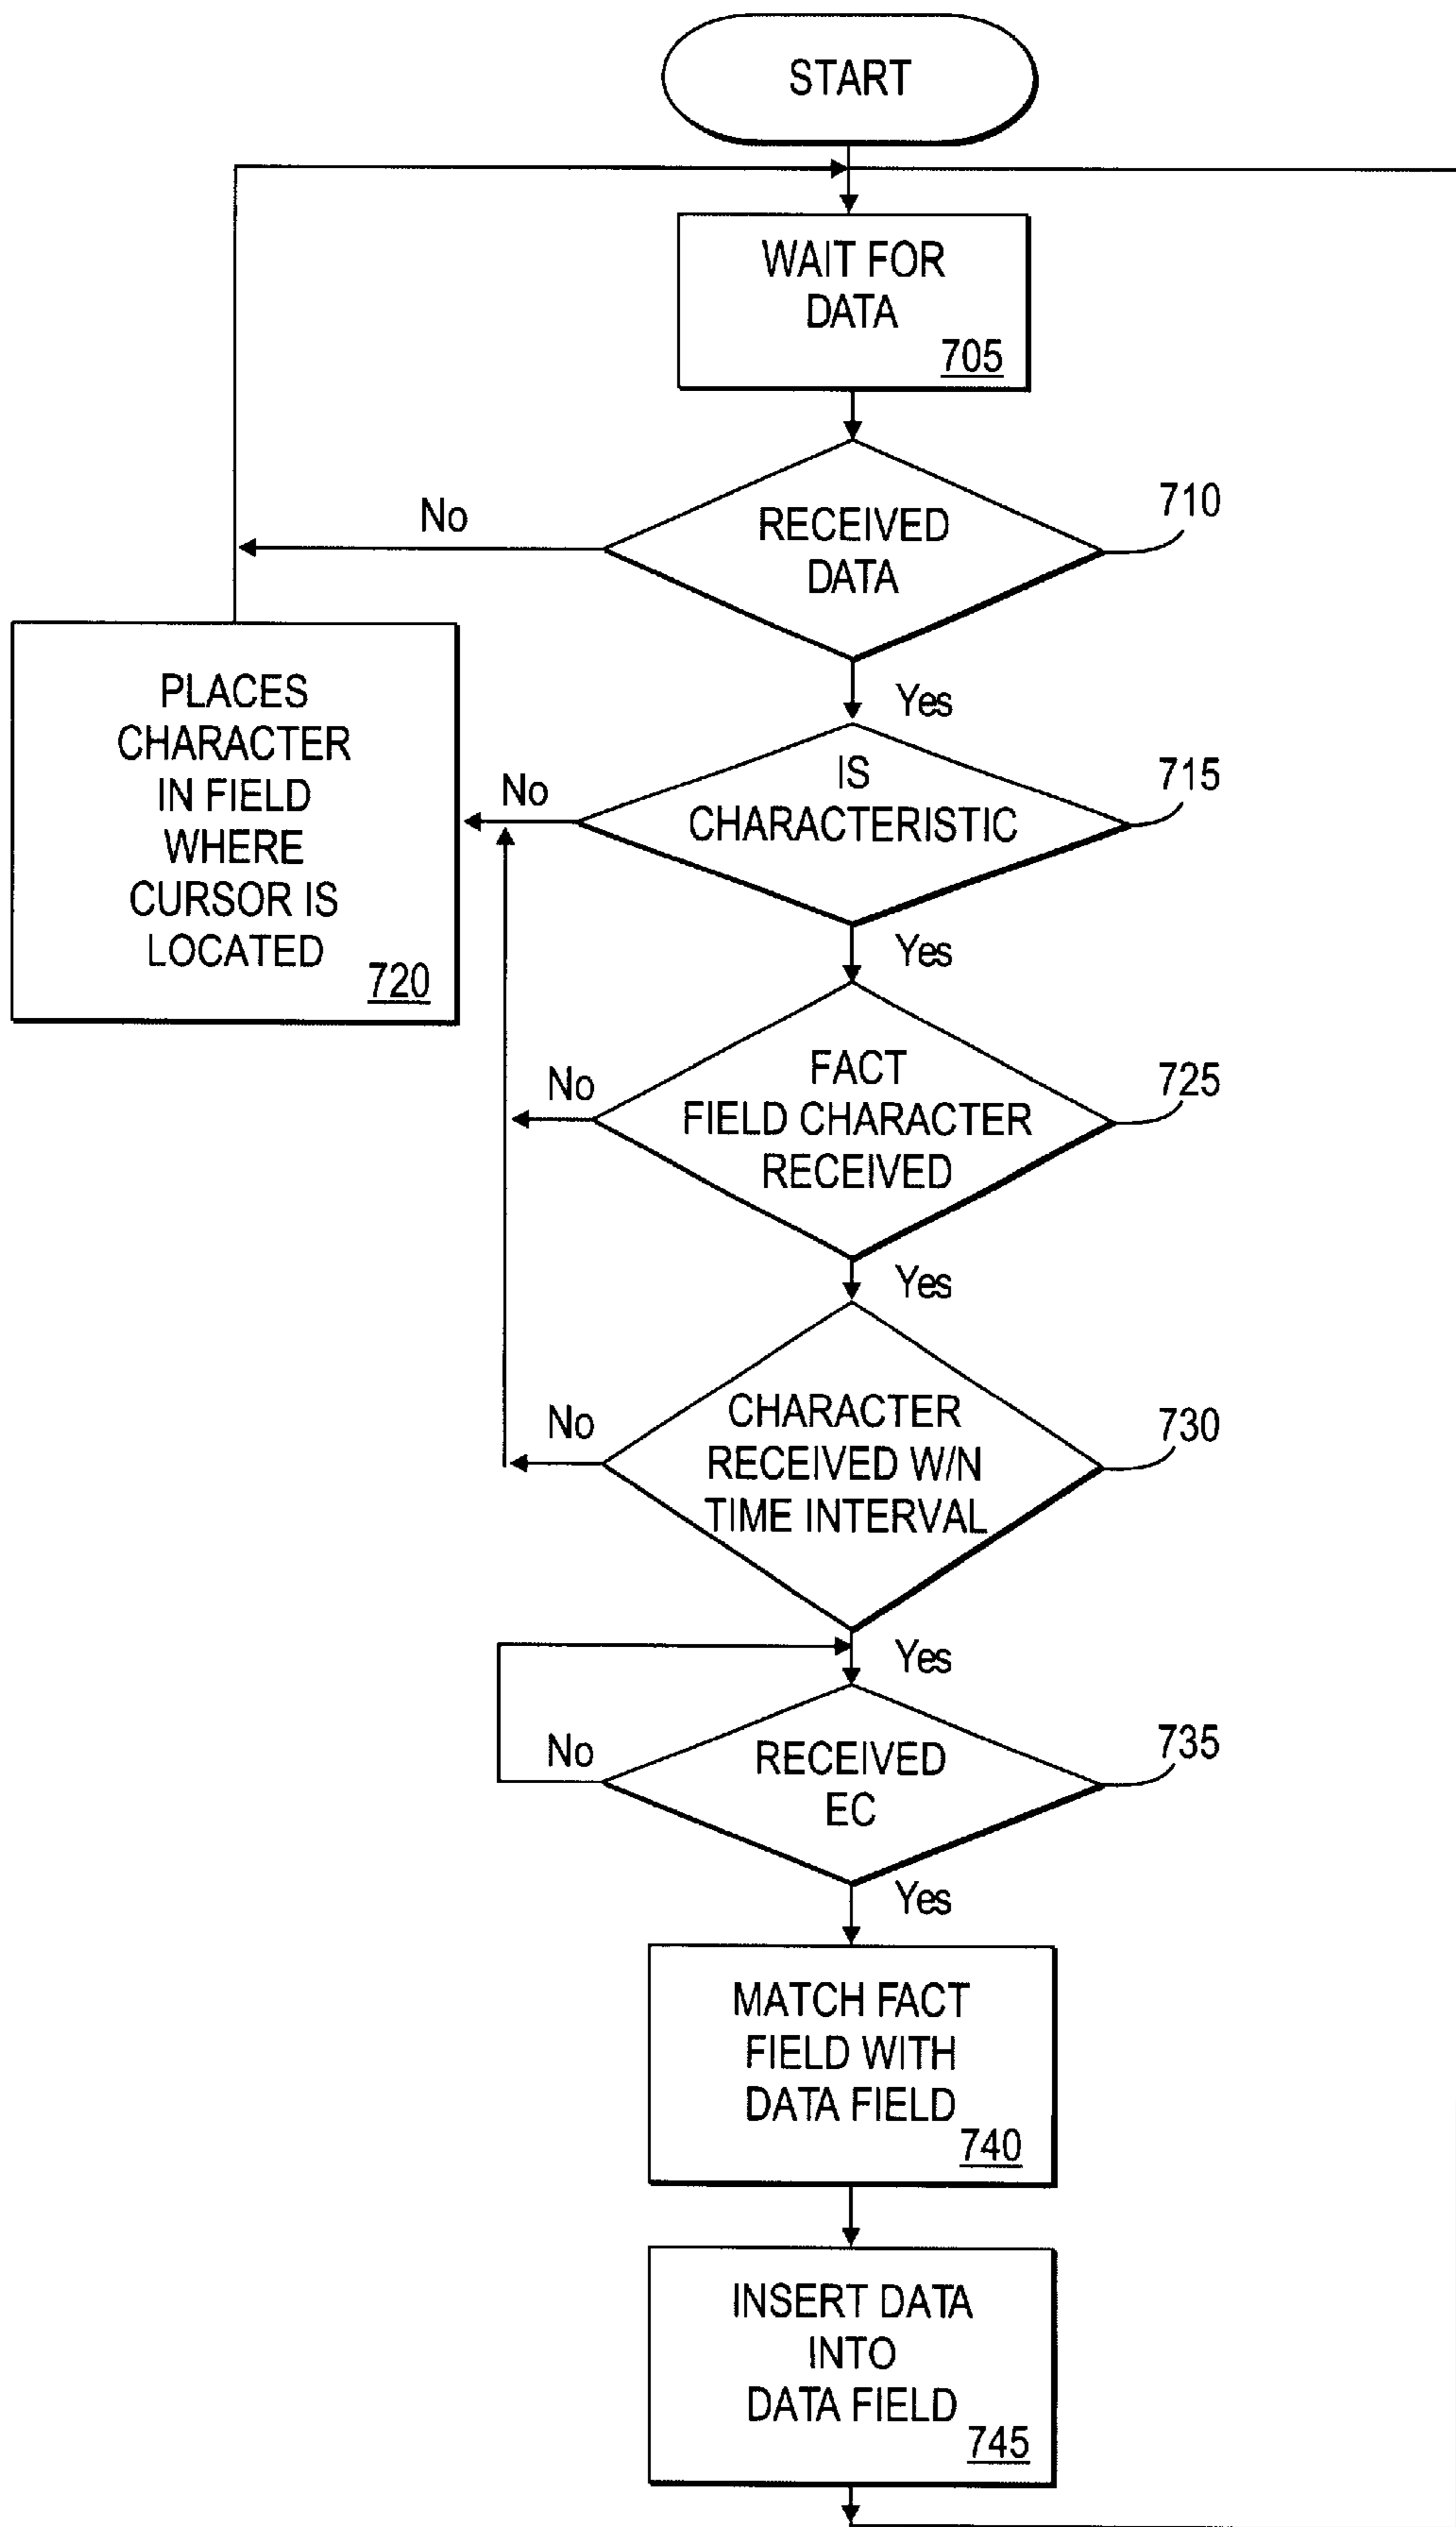 START
WAIT FOR
DATA
705
RECEIVED
DATA
710
No
Yes
IS
CHARACTERISTIC
715
No
PLACES
CHARACTER
IN FIELD
WHERE
CURSOR IS
LOCATED
720
Yes
FACT
FIELD CHARACTER
RECEIVED
725
No
Yes
CHARACTER
RECEIVED W/N
TIME INTERVAL
730
No
Yes
RECEIVED
EC
735
No
Yes
MATCH FACT
FIELD WITH
DATA FIELD
740
INSERT DATA
INTO
DATA FIELD
745